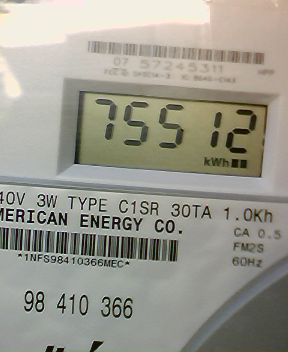 07 57245311 HPP
75512
kWh
40V 3W TYPE C1SR 30TA 1.0Kh
MERICAN ENERGY CO. CA 0.5
FM2S
*1NFS98410366MEC* 60Hz
98 410 366